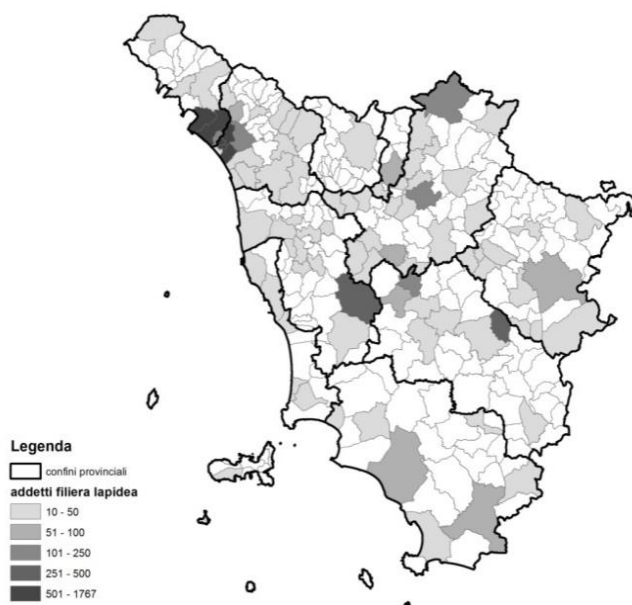 Legenda
confini provinciali
addetti filiera lapidea
10 - 50
51 - 100
101 - 250
251 - 500
501 - 1767